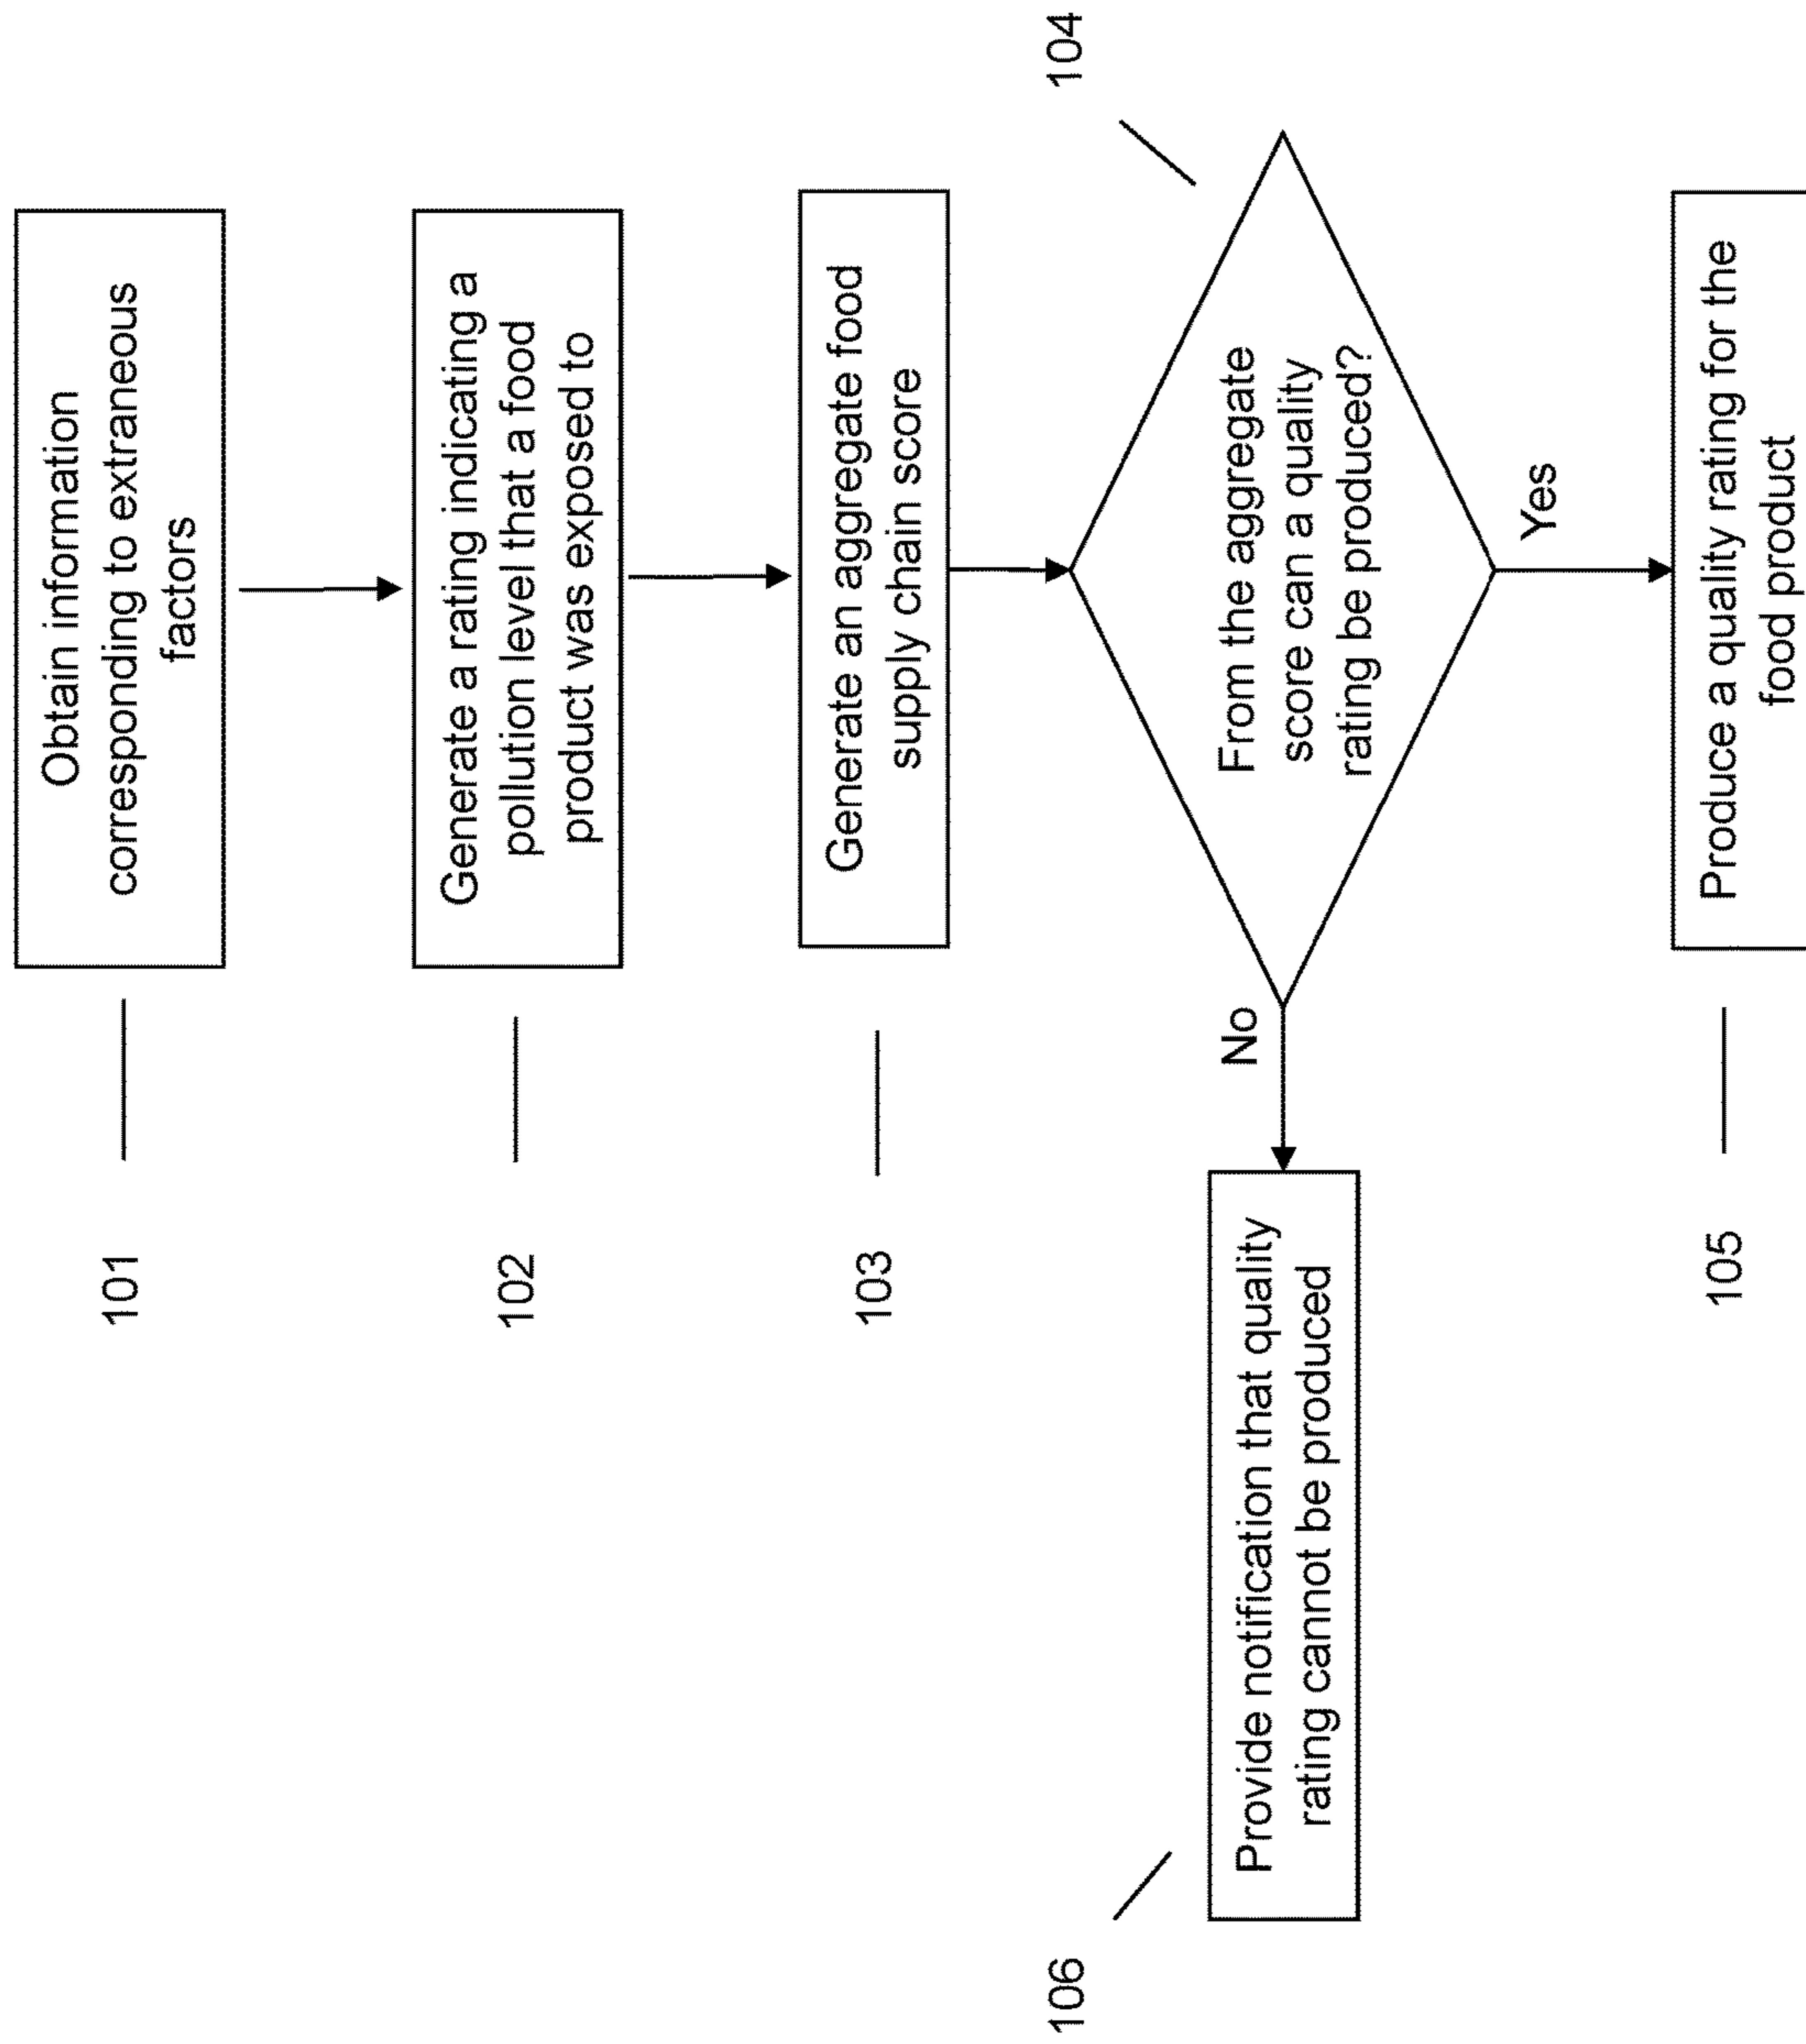 101
Obtain information
corresponding to extraneous
factors
102
Generate a rating indicating a
pollution level that a food
product was exposed to
103
Generate an aggregate food
supply chain score
104
From the aggregate
score can a quality
rating be produced?
No
Yes
106
Provide notification that quality
rating cannot be produced
105
Produce a quality rating for the
food product